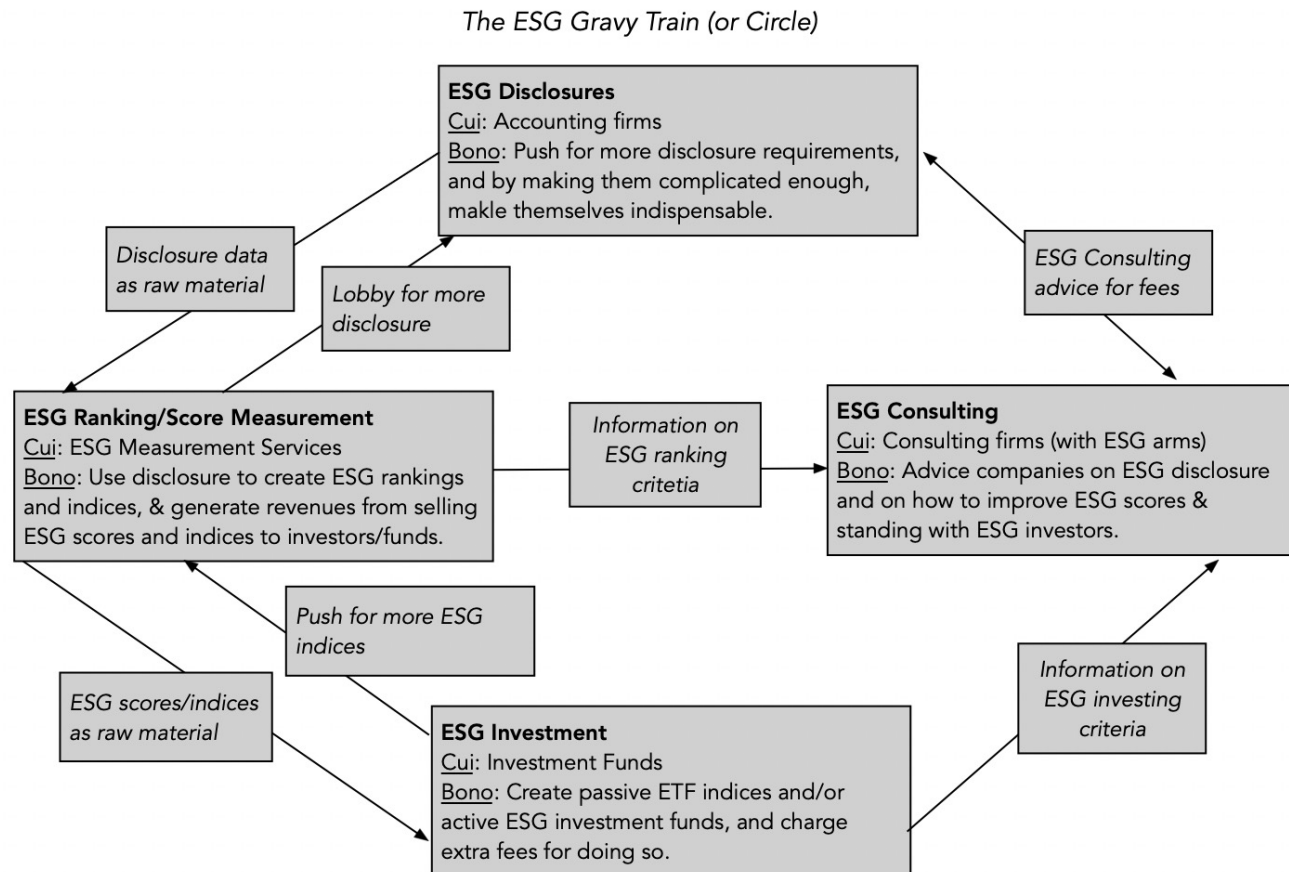 The ESG Gravy Train (or Circle)
ESG Disclosures
Cui: Accounting firms
Bono: Push for more disclosure requirements,
and by making them complicated enough,
makle themselves indispensable.
Disclosure data
as raw material
Lobby for more
disclosure
ESG Consulting
advice for fees
ESG Ranking/Score Measurement
Cui: ESG Measurement Services
Bono: Use disclosure to create ESG rankings
and indices, & generate revenues from selling
ESG scores and indices to investors/funds.
Information on
ESG ranking
critetia
ESG Consulting
Cui: Consulting firms (with ESG arms)
Bono: Advice companies on ESG disclosure
and on how to improve ESG scores &
standing with ESG investors.
Push for more ESG
indices
ESG scores/indices
as raw material
Information on
ESG investing
criteria
ESG Investment
Cui: Investment Funds
Bono: Create passive ETF indices and/or
active ESG investment funds, and charge
extra fees for doing so.